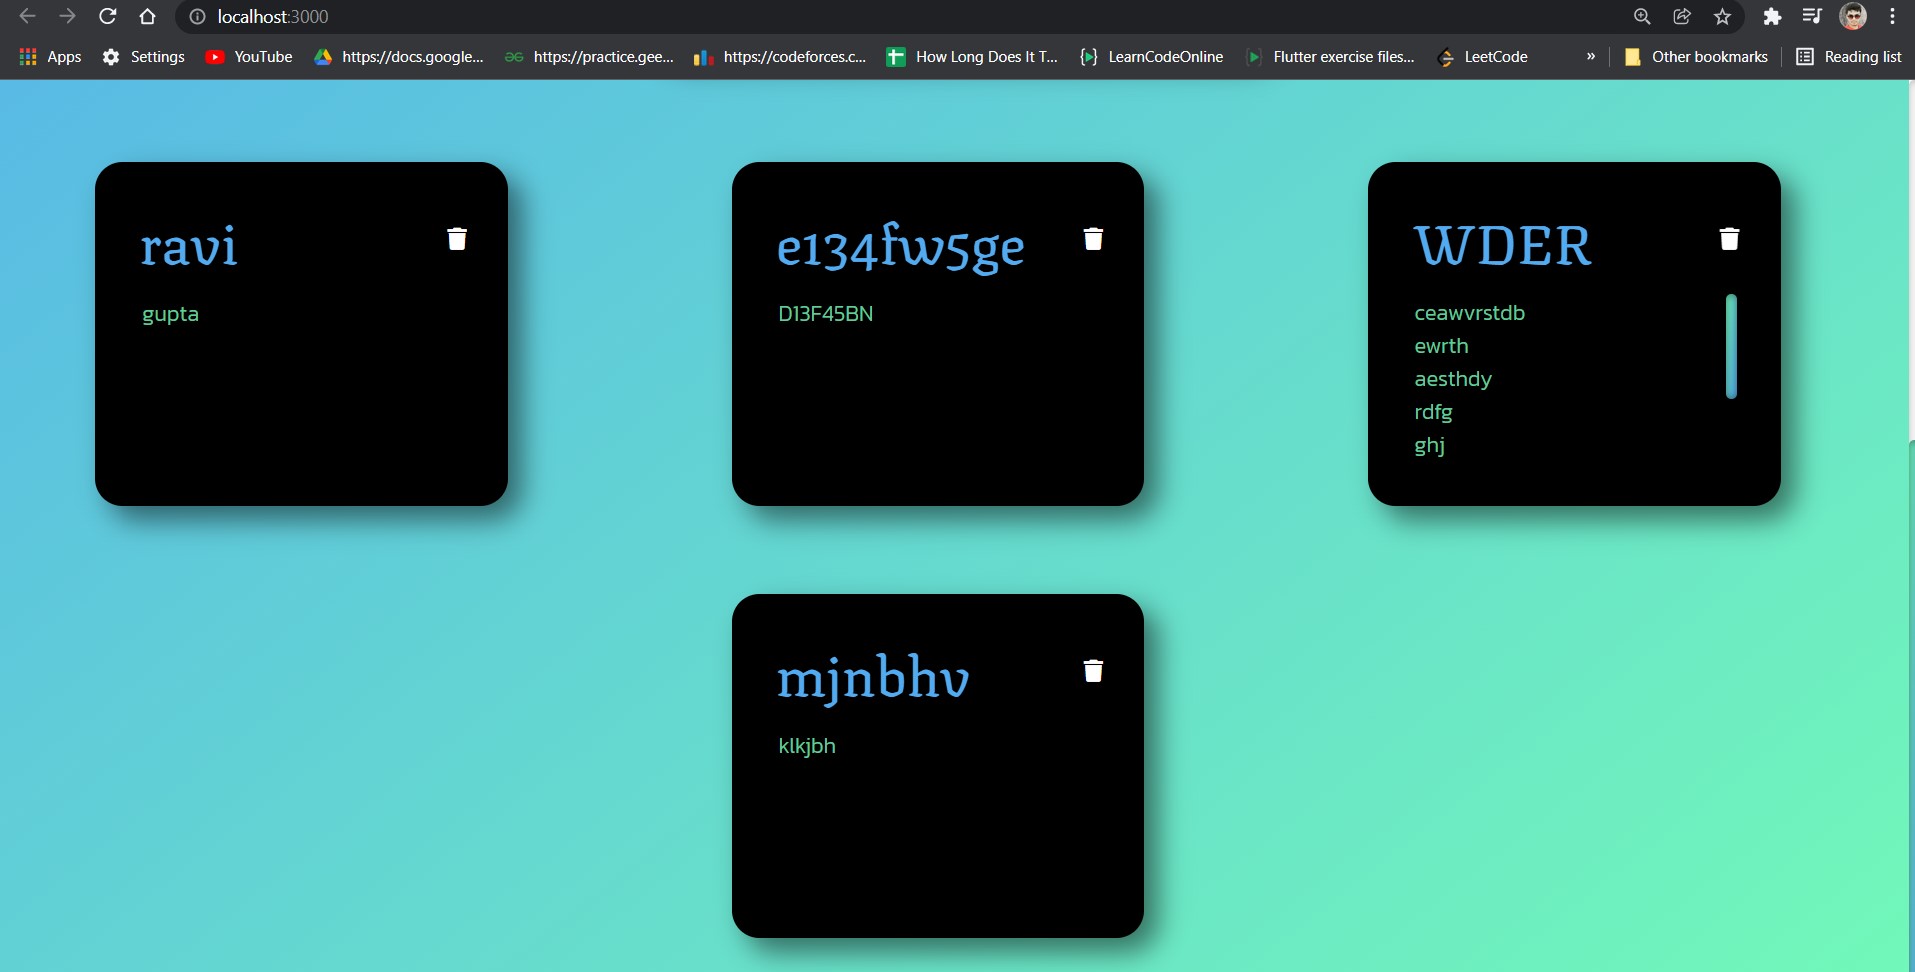 localhost:3000
Apps Settings YouTube https://docs.google... https://practice.gee... https://codeforces.c... How Long Does It T... LearnCodeOnline Flutter exercise files... LeetCode » Other bookmarks Reading list
ravi
gupta
e134fw5ge
D13F45BN
WDER
ceawvrstdb
ewrth
aesthdy
rdfg
ghj
mjnbhv
klkjbh